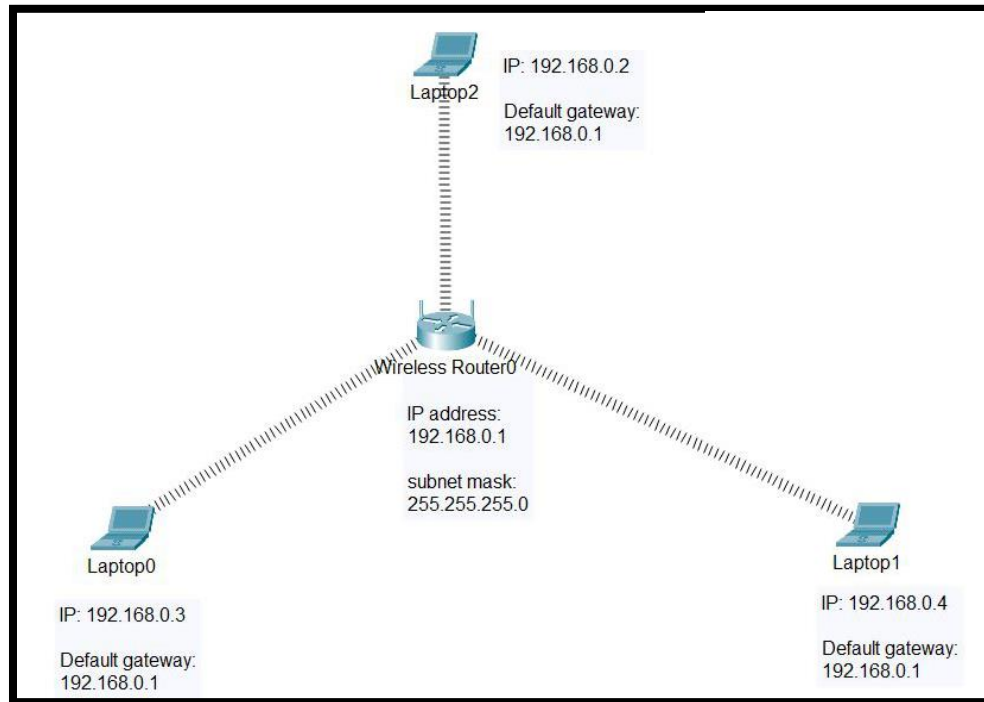 Laptop2
IP: 192.168.0.2
Default gateway:
192.168.0.1
Wireless Router0
IP address:
192.168.0.1
subnet mask:
255.255.255.0
Laptop0
IP: 192.168.0.3
Default gateway:
192.168.0.1
Laptop1
IP: 192.168.0.4
Default gateway:
192.168.0.1